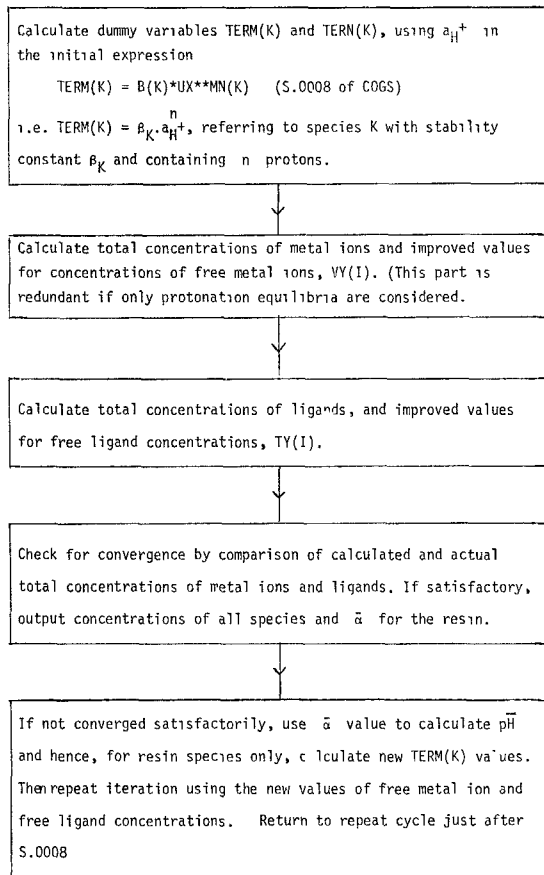 Calculate dummy variables TERM(K) and TERN(K), using aH+ in
the initial expression
TERM(K) = B(K)*UX**MN(K) (S.0008 of COGS)
i.e. TERM(K) = βK.aH+n, referring to species K with stability
constant βK and containing n protons.
Calculate total concentrations of metal ions and improved values
for concentrations of free metal ions, VY(I). (This part is
redundant if only protonation equilibria are considered.
Calculate total concentrations of ligands, and improved values
for free ligand concentrations, TY(I).
Check for convergence by comparison of calculated and actual
total concentrations of metal ions and ligands. If satisfactory,
output concentrations of all species and ᾱ for the resin.
If not converged satisfactorily, use ᾱ value to calculate pH̅
and hence, for resin species only, c lculate new TERM(K) va'ues.
Then repeat iteration using the new values of free metal ion and
free ligand concentrations. Return to repeat cycle just after
S.0008